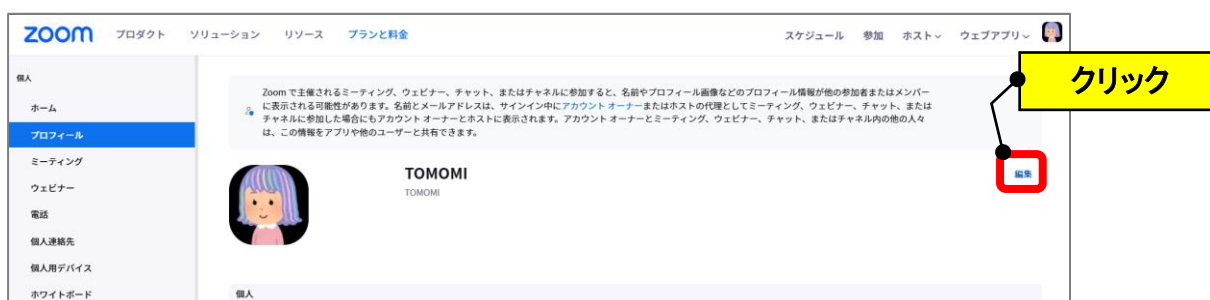 zoom プロダクト ソリューション リソース プランと料金 スケジュール 参加 ホスト ウェブアプリ
クリック
個人
ホーム
プロフィール
ミーティング
ウェビナー
電話
個人連絡先
個人用デバイス
ホワイトボード
Zoom で主催されるミーティング、ウェビナー、チャット、またはチャネルに参加すると、名前やプロフィール画像などのプロフィール情報が他の参加者またはメンバー
に表示される可能性があります。名前とメールアドレスは、サインイン中にアカウント オーナーまたはホストの代理としてミーティング、ウェビナー、チャット、または
チャネルに参加した場合にもアカウント オーナーとホストに表示されます。アカウント オーナーとミーティング、ウェビナー、チャット、またはチャネル内の他の人々
は、この情報をアプリや他のユーザーと共有できます。
TOMOMI
編集
TOMOMI
個人